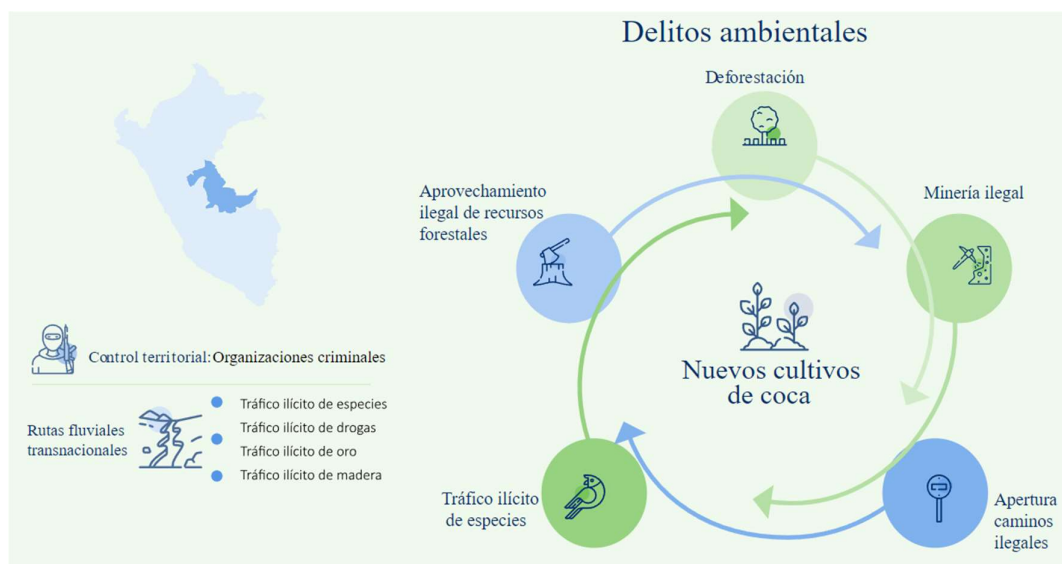 Delitos ambientales
Deforestación
Aprovechamiento
ilegal de recursos
forestales
Minería ilegal
Nuevos cultivos
de coca
Control territorial: Organizaciones criminales
Rutas fluviales
transnacionales
Tráfico ilícito de especies
Tráfico ilícito de drogas
Tráfico ilícito de oro
Tráfico ilícito de madera
Tráfico ilícito
de especies
Apertura
caminos
ilegales